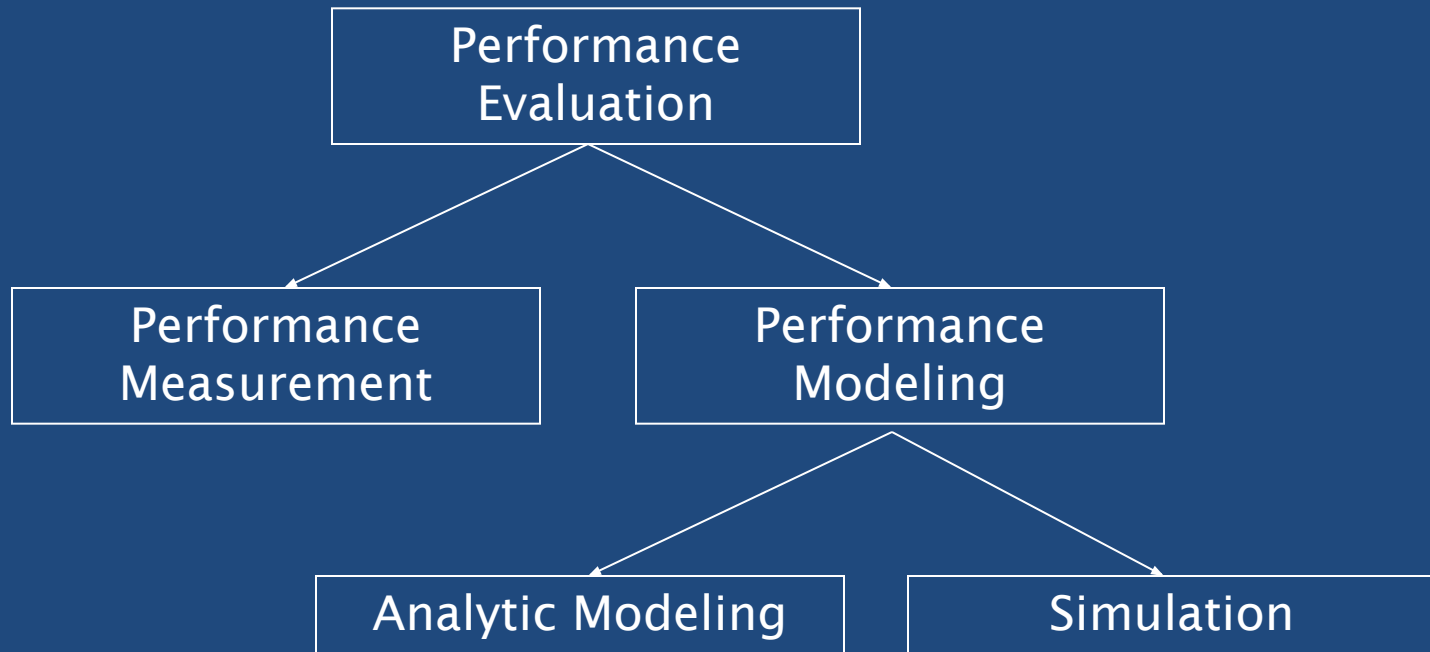 Performance
Evaluation
Performance
Measurement
Performance
Modeling
Analytic Modeling
Simulation